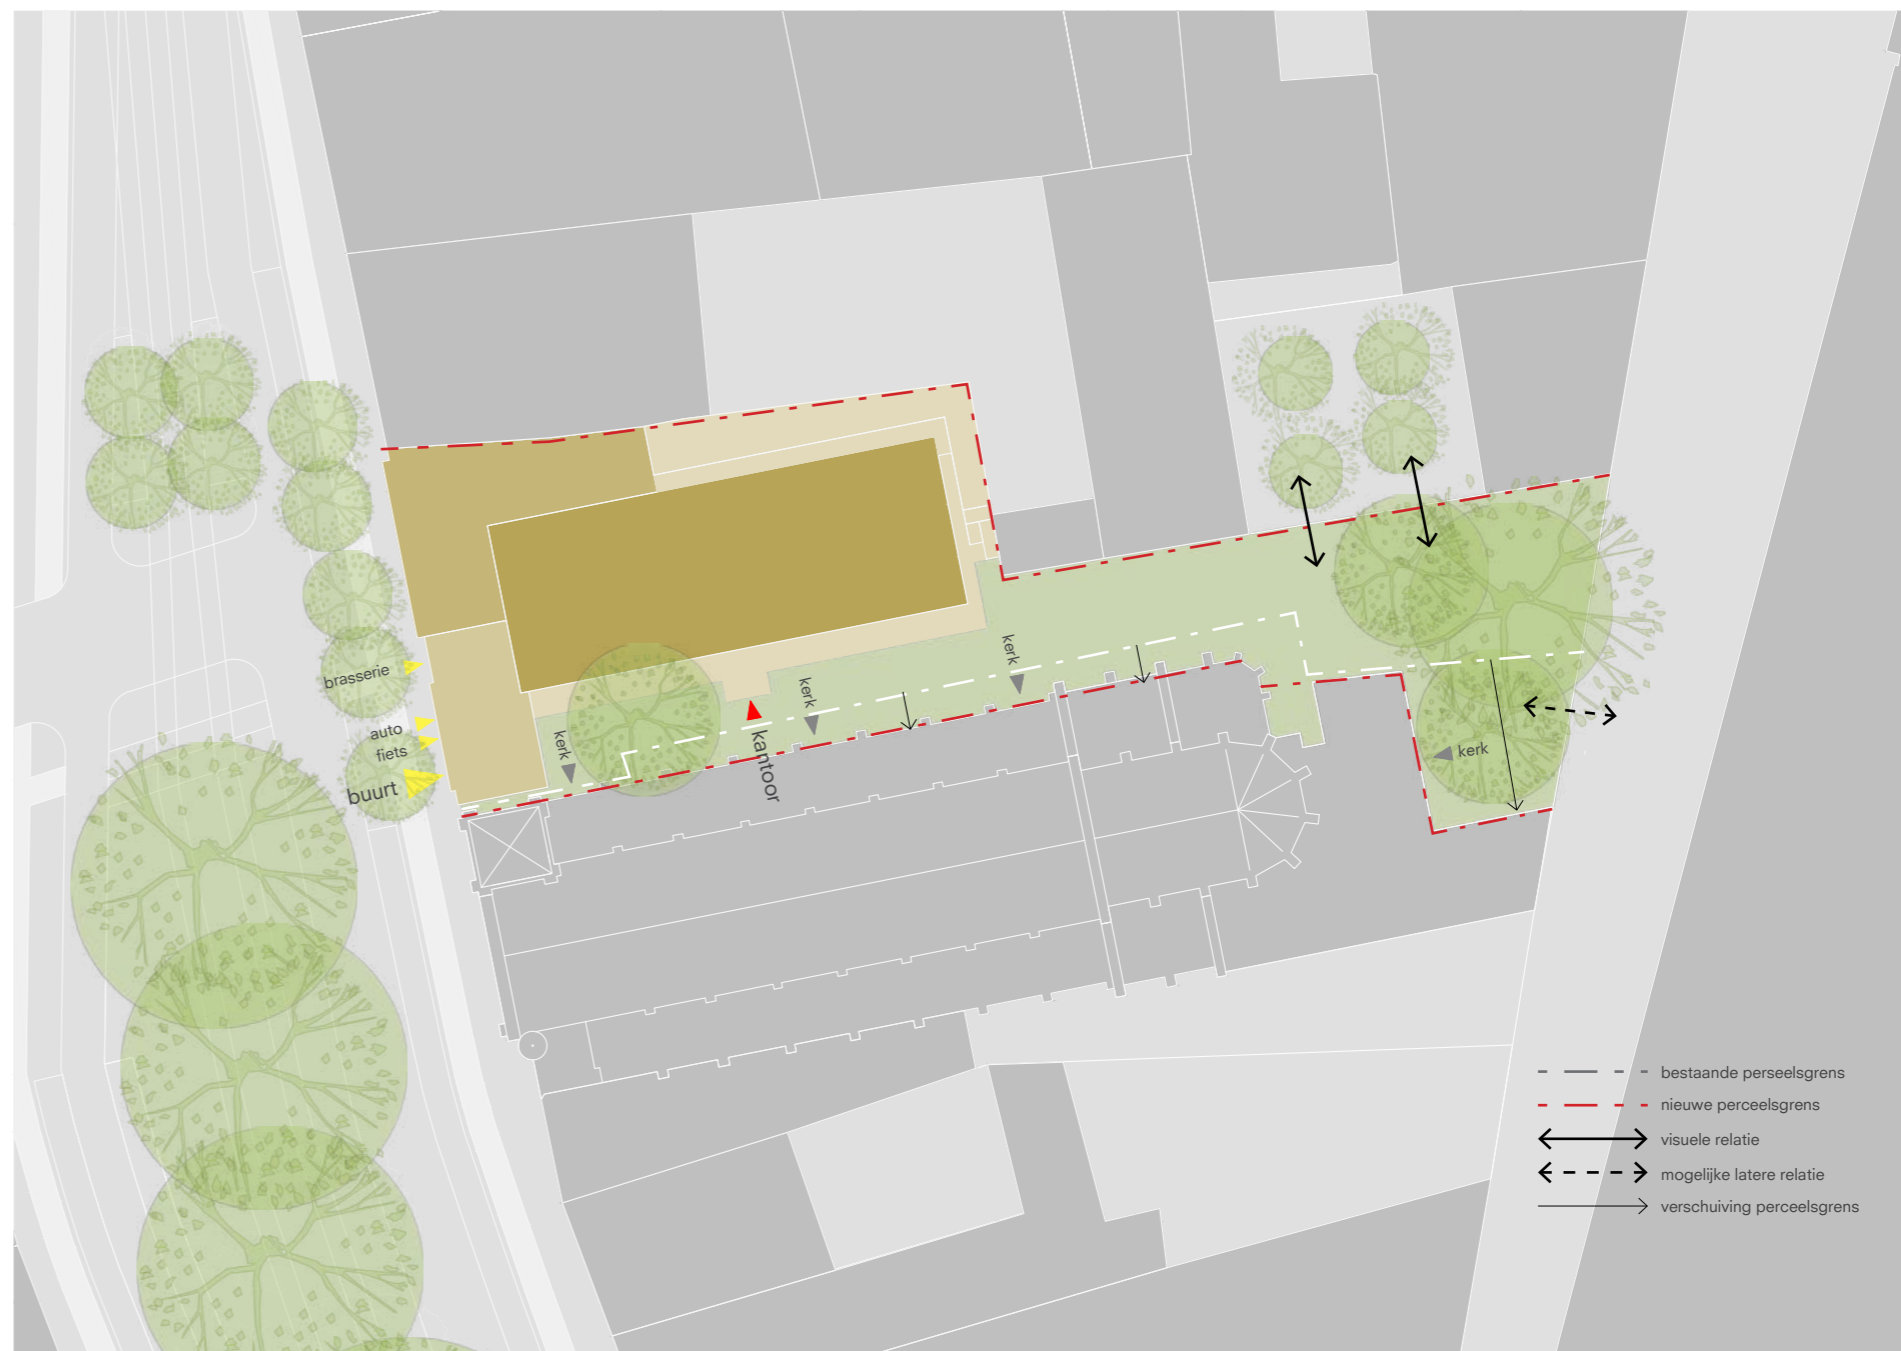 brasserie
auto
fiets
buurt
kerk
kantoor
kerk
kerk
kerk
bestaande perseelsgrens
nieuwe perceelsgrens
visuele relatie
mogelijke latere relatie
verschuiving perceelsgrens